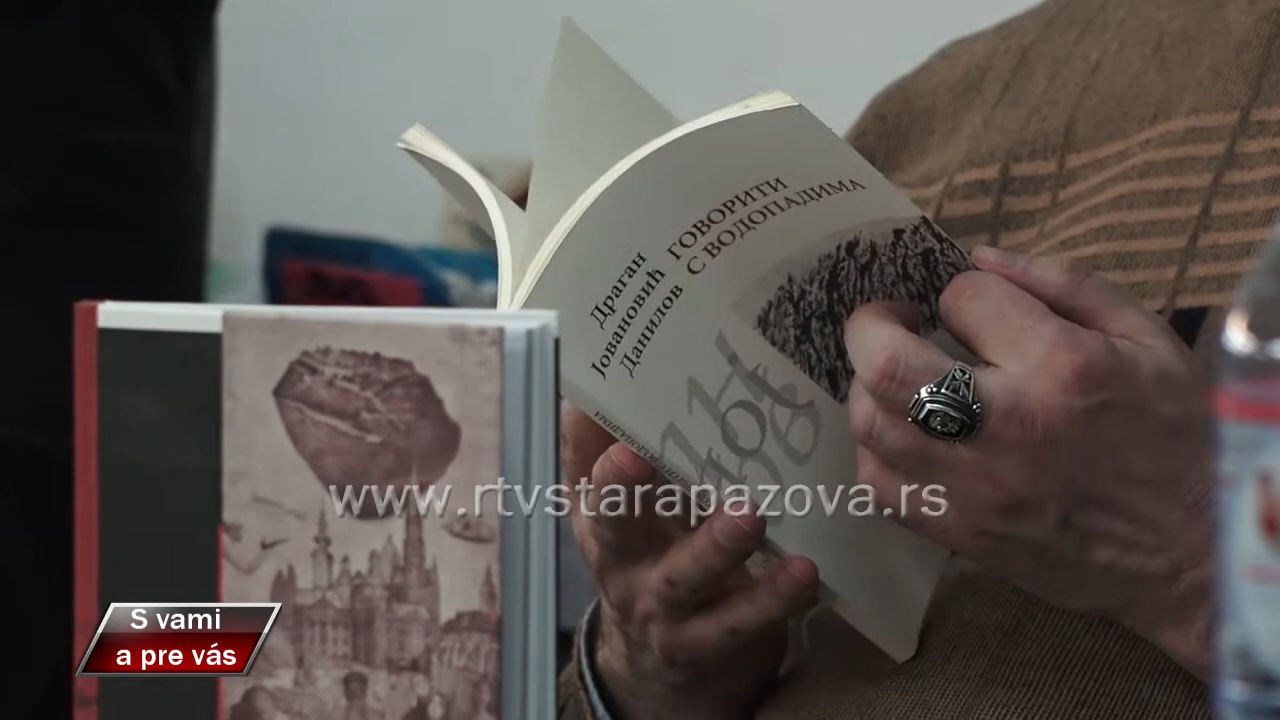 Драган
Јовановић
Данилов
ГОВОРИТИ
С ВОДОПАДИМА
www.rtvstarapazova.rs
S vami
a pre vás